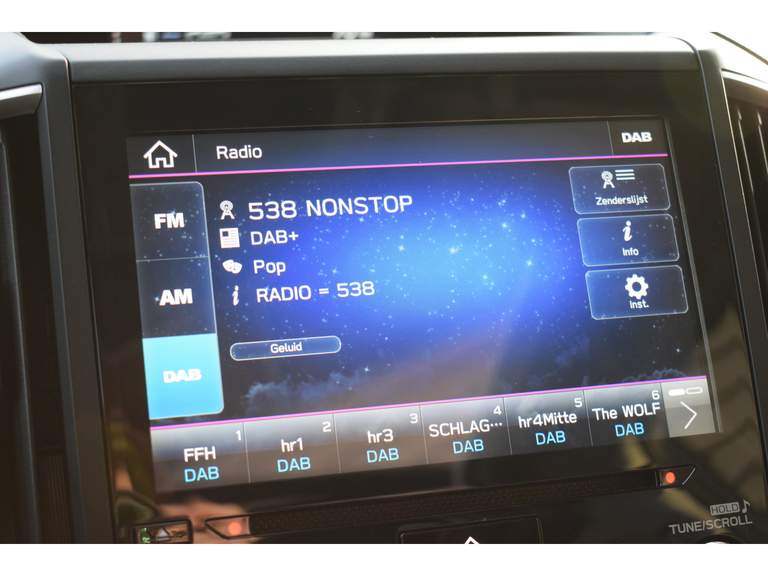 Radio
DAB
FM
AM
DAB
538 NONSTOP
DAB+
Pop
RADIO = 538
Geluid
Zenderslijst
Info
Inst.
1
FFH
DAB
2
hr1
DAB
3
hr3
DAB
4
SCHLAG...
DAB
5
hr4Mitte
DAB
6
The WOLF
DAB
HOLD
TUNE/SCROLL